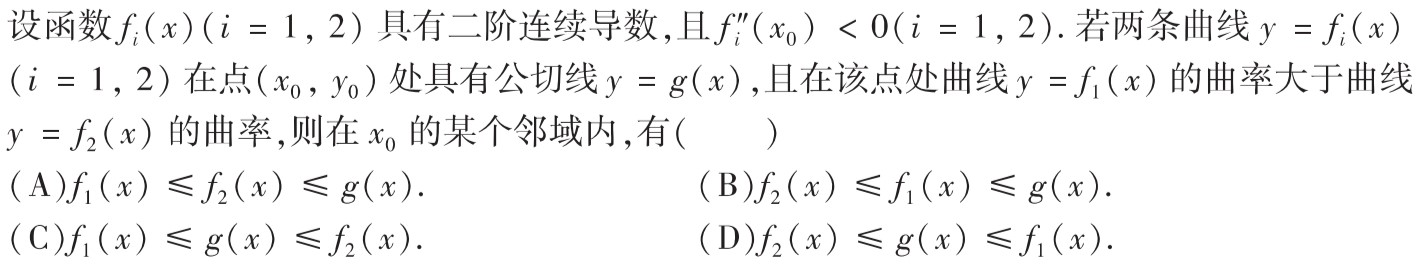 设函数 $f_i(x)(i = 1, 2)$ 具有二阶连续导数,且 $f_i''(x_0) < 0(i = 1, 2)$. 若两条曲线 $y = f_i(x)$
$(i = 1, 2)$ 在点$(x_0, y_0)$ 处具有公切线 $y = g(x)$,且在该点处曲线 $y = f_1(x)$ 的曲率大于曲线
$y = f_2(x)$ 的曲率,则在 $x_0$ 的某个邻域内,有( )
(A)$f_1(x) \leqslant f_2(x) \leqslant g(x)$. (B)$f_2(x) \leqslant f_1(x) \leqslant g(x)$.
(C)$f_1(x) \leqslant g(x) \leqslant f_2(x)$. (D)$f_2(x) \leqslant g(x) \leqslant f_1(x)$.